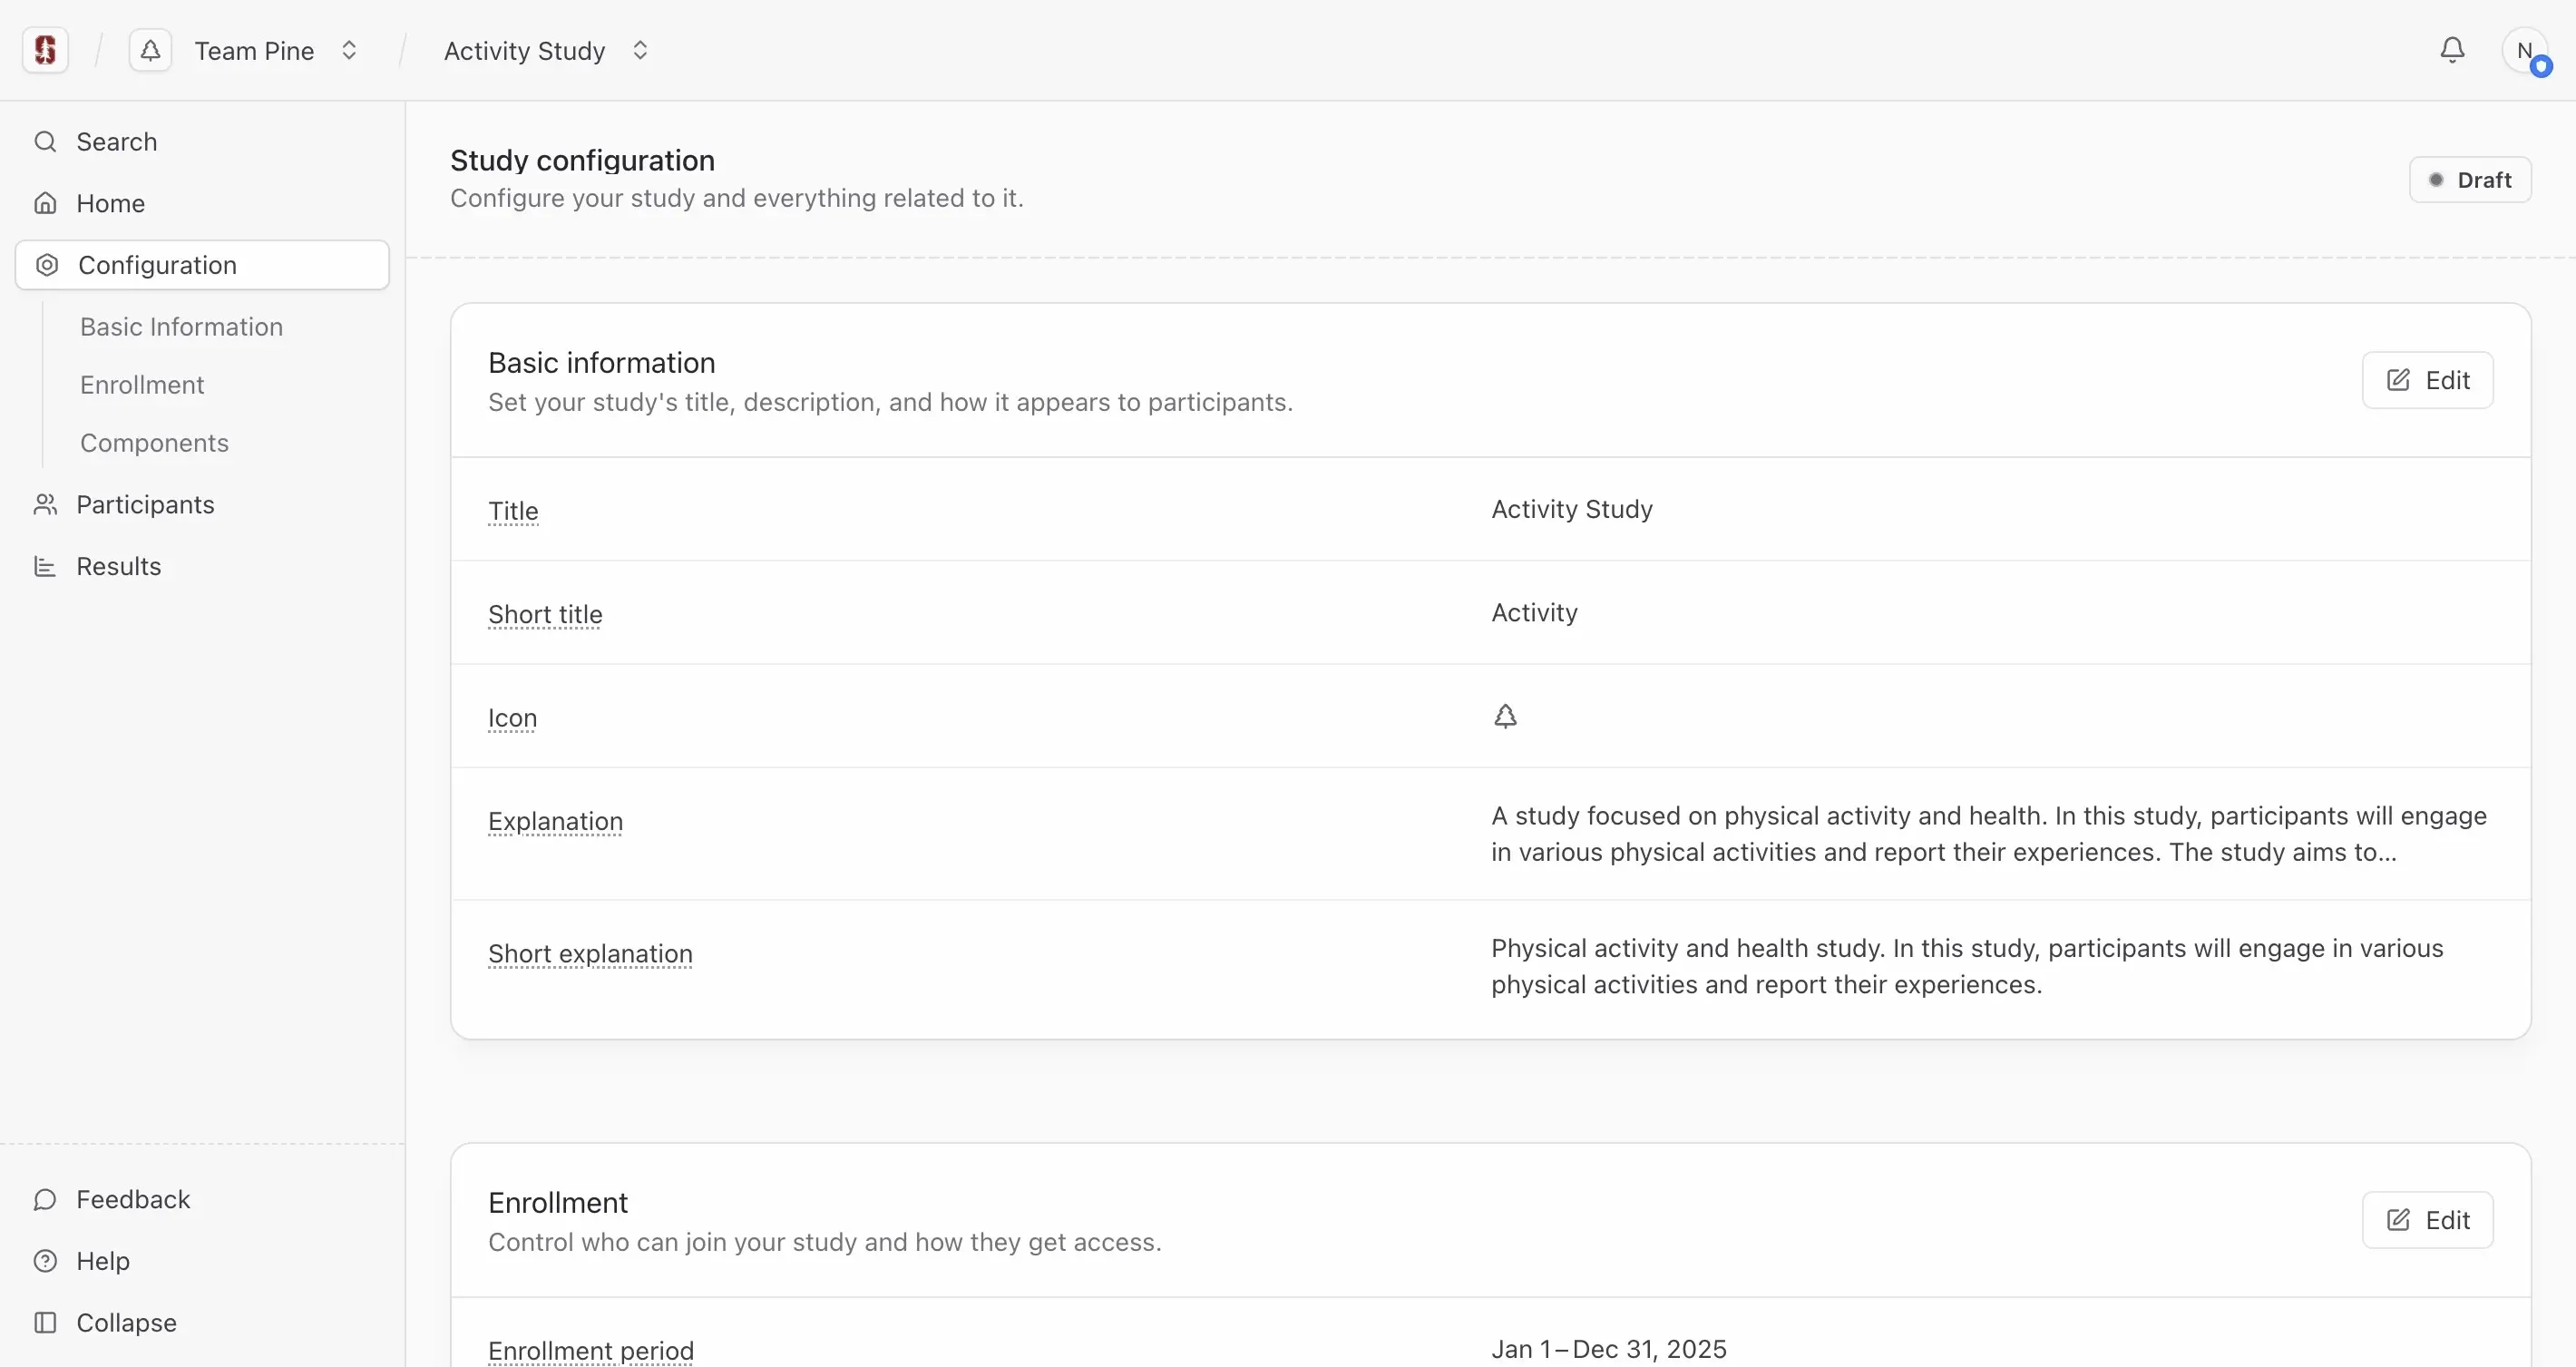 Team Pine
Activity Study
N
Search
Home
Configuration
Basic Information
Enrollment
Components
Participants
Results
Feedback
Help
Collapse
Study configuration
Configure your study and everything related to it.
Draft
Basic information
Set your study's title, description, and how it appears to participants.
Edit
Title
Activity Study
Short title
Activity
Icon
Explanation
A study focused on physical activity and health. In this study, participants will engage
in various physical activities and report their experiences. The study aims to...
Short explanation
Physical activity and health study. In this study, participants will engage in various
physical activities and report their experiences.
Enrollment
Control who can join your study and how they get access.
Edit
Enrollment period
Jan 1 – Dec 31, 2025